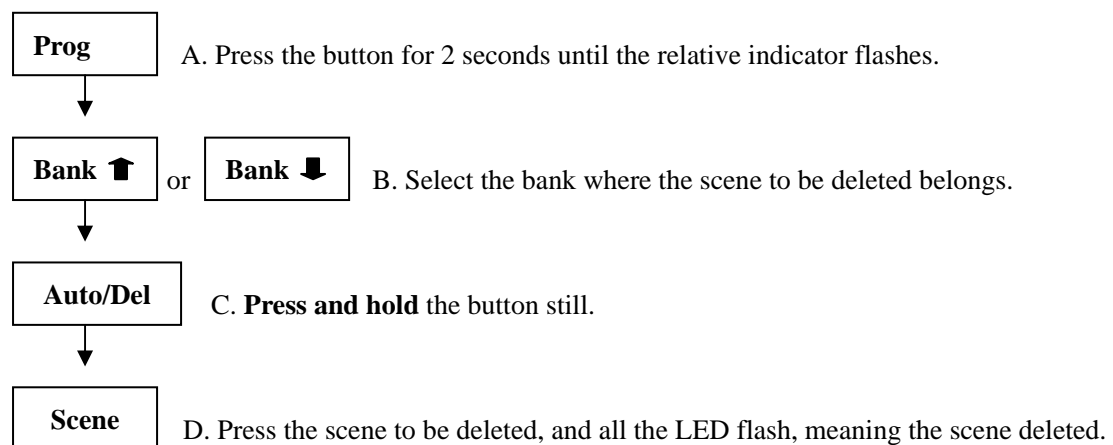 Prog A. Press the button for 2 seconds until the relative indicator flashes.
Bank ⬆ or Bank ⬇ B. Select the bank where the scene to be deleted belongs.
Auto/Del C. Press and hold the button still.
Scene D. Press the scene to be deleted, and all the LED flash, meaning the scene deleted.